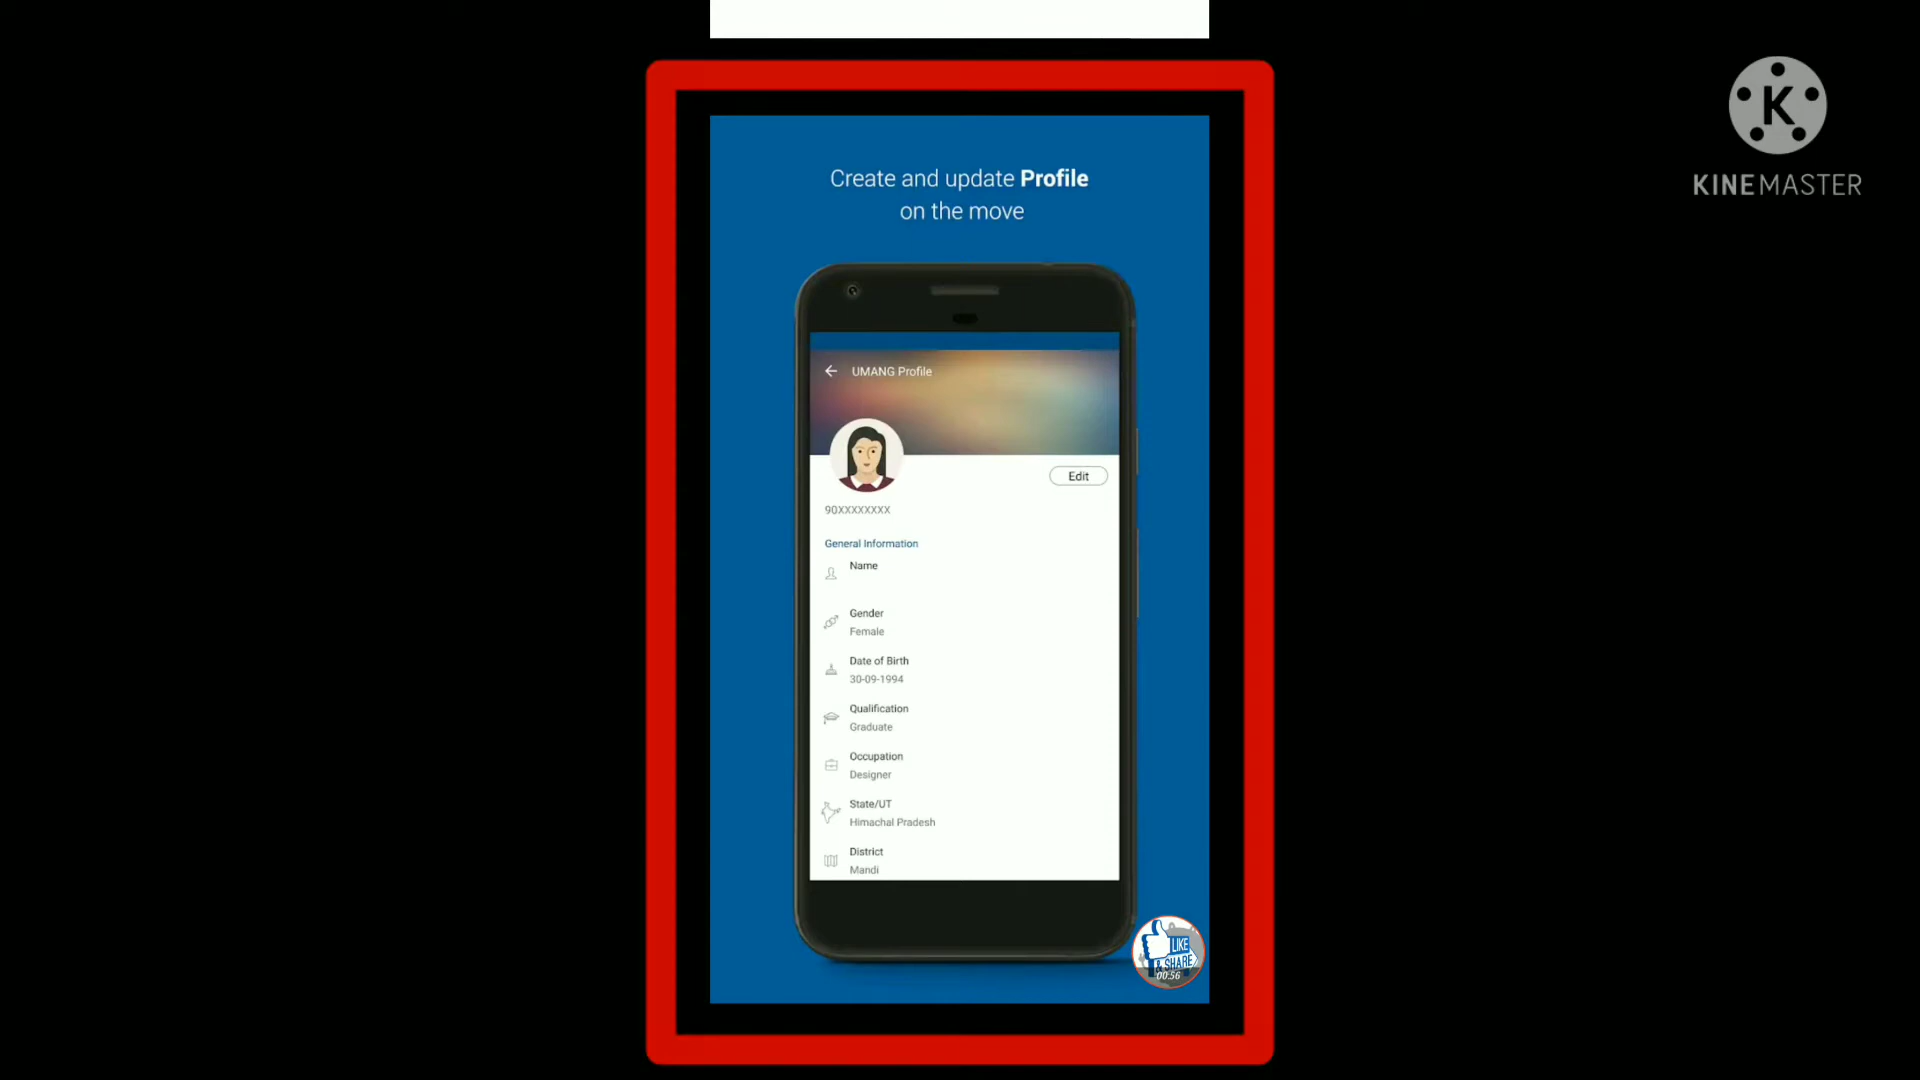 Create and update Profile
on the move
K
KINEMASTER
UMANG Profile
Edit
90XXXXXXXX
General Information
Name
Gender
Female
Date of Birth
30-09-1994
Qualification
Graduate
Occupation
Designer
State/UT
Himachal Pradesh
District
Mandi
LIKE
& SHARE
00:56